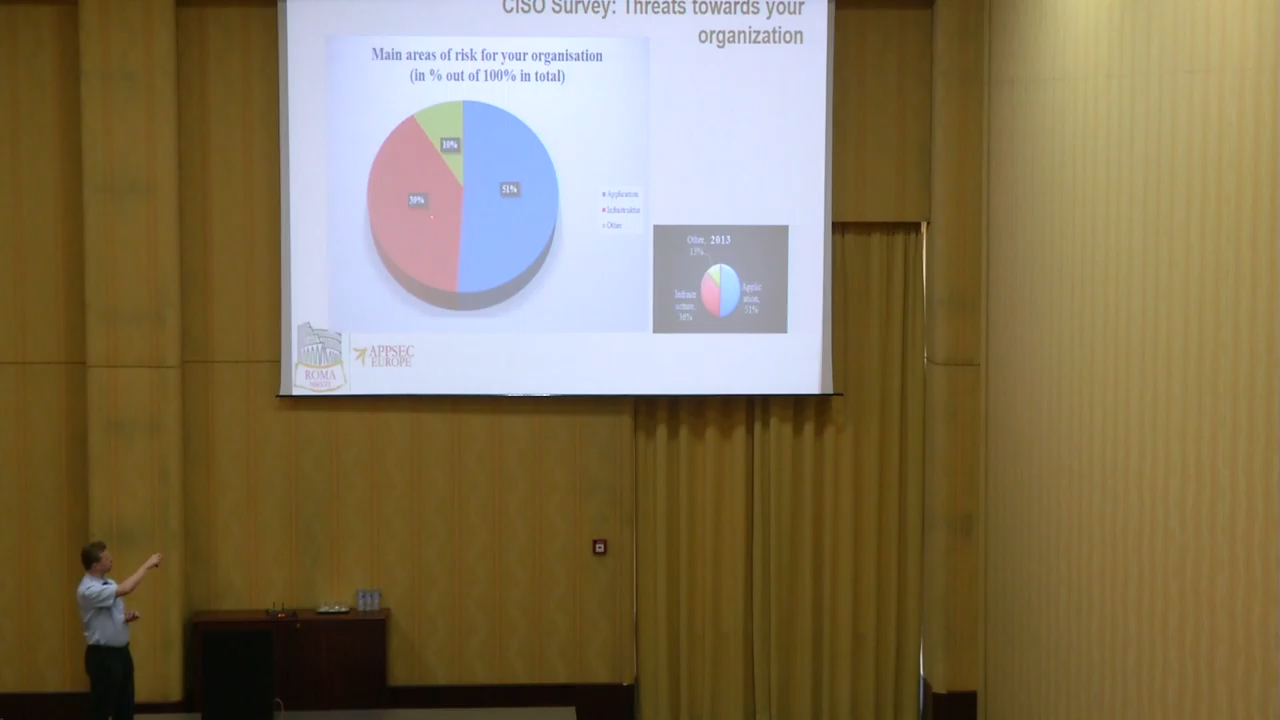 CISO Survey: Threats towards your
organization
Main areas of risk for your organisation
(in % out of 100% in total)
10%
39%
51%
Application
Infrastruktur
Other
Other, 2013
13%
Applic
ation,
51%
Infrastr
ucture,
36%
ROMA
APPSEC
EUROPE